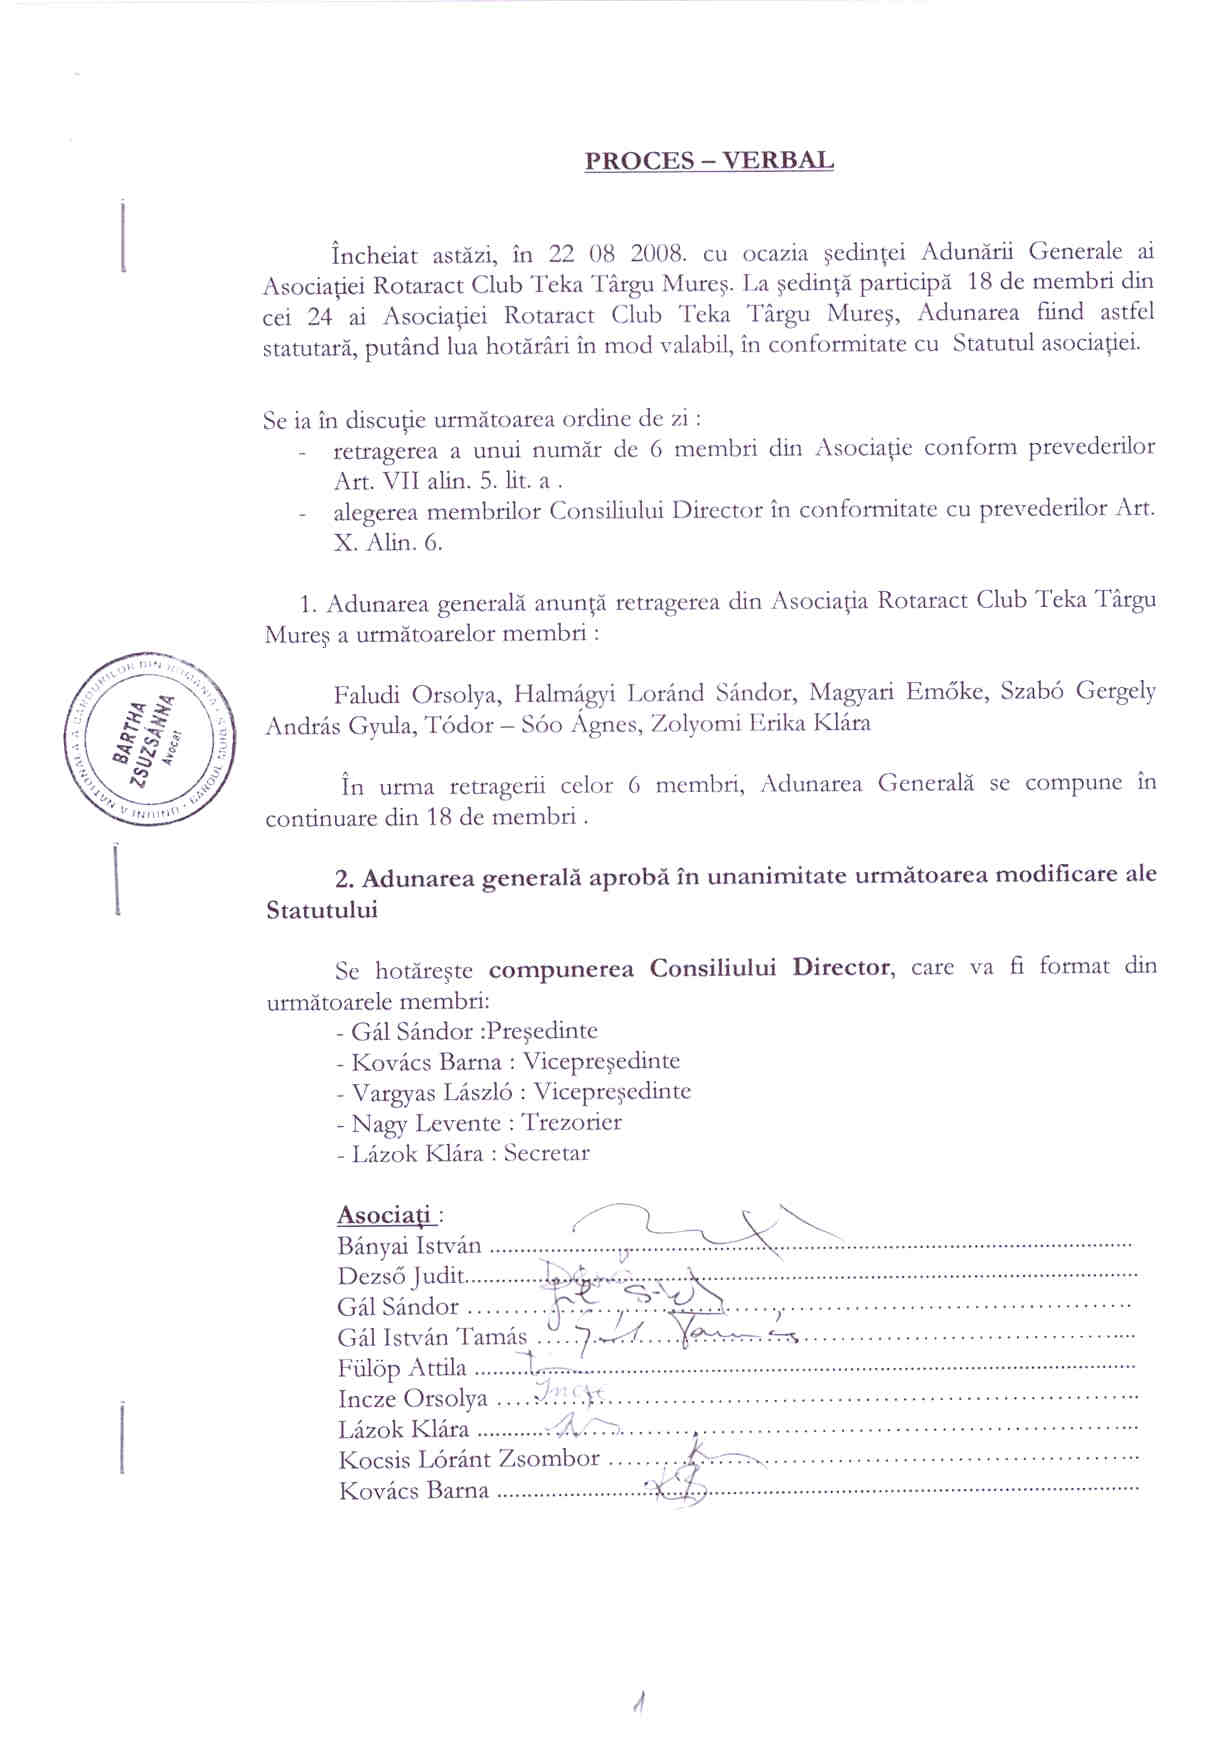 PROCES – VERBAL
Încheiat astăzi, în 22 08 2008. cu ocazia ședinței Adunării Generale ai
Asociației Rotaract Club Teka Târgu Mureș. La ședință participă 18 de membri din
cei 24 ai Asociației Rotaract Club Teka Târgu Mureș, Adunarea fiind astfel
statutară, putând lua hotărâri în mod valabil, în conformitate cu Statutul asociației.
Se ia în discuție următoarea ordine de zi :
- retragerea a unui număr de 6 membri din Asociație conform prevederilor
Art. VII alin. 5. lit. a .
- alegerea membrilor Consiliului Director în conformitate cu prevederilor Art.
X. Alin. 6.
1. Adunarea generală anunță retragerea din Asociația Rotaract Club Teka Târgu
Mureș a următoarelor membri :
Faludi Orsolya, Halmágyi Loránd Sándor, Magyari Emőke, Szabó Gergely
András Gyula, Tódor – Sóo Ágnes, Zolyomi Erika Klára
În urma retragerii celor 6 membri, Adunarea Generală se compune în
continuare din 18 de membri .
BARTHA
ZSUZSÁNNA
Avocat
2. Adunarea generală aprobă în unanimitate următoarea modificare ale
Statutului
Se hotărește compunerea Consiliului Director, care va fi format din
următoarele membri:
- Gál Sándor :Președinte
- Kovács Barna : Vicepreședinte
- Vargyas László : Vicepreședinte
- Nagy Levente : Trezorier
- Lázok Klára : Secretar
Asociați :
Bányai István
Dezső Judit
Gál Sándor
Gál István Tamás
Fülöp Attila
Incze Orsolya
Lázok Klára
Kocsis Lóránt Zsombor
Kovács Barna
1